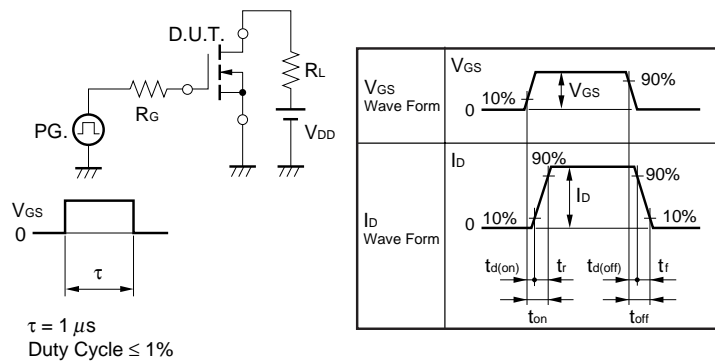 D.U.T.
RL
RG
PG.
VDD
VGS
0
τ
τ = 1 μs
Duty Cycle ≤ 1%
VGS
Wave Form
VGS
10%
0
VGS
90%
ID
Wave Form
ID
90%
90%
0
10%
ID
10%
td(on)
tr
td(off)
tf
ton
toff